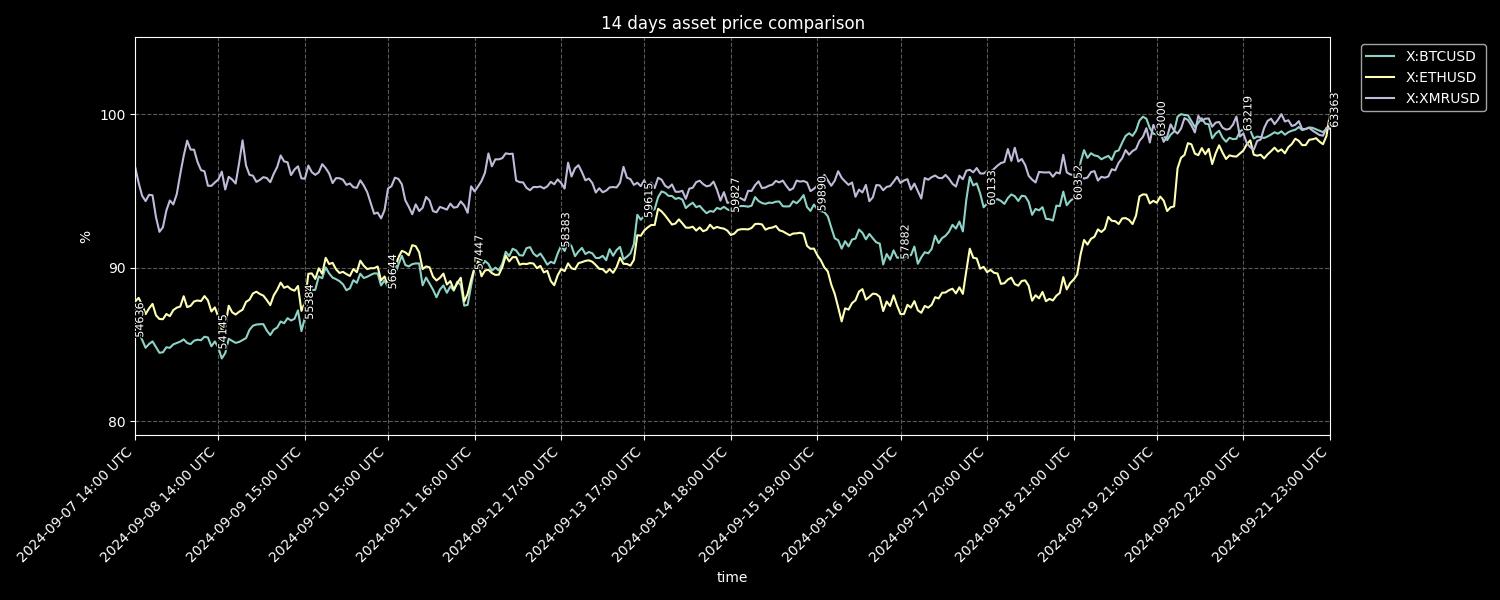 14 days asset price comparison
X:BTCUSD
X:ETHUSD
X:XMRUSD
%
100
90
80
54636
54145
55384
56644
57447
58383
59615
59827
59890
57882
60133
60352
63000
63219
63363
2024-09-07 14:00 UTC
2024-09-08 14:00 UTC
2024-09-09 15:00 UTC
2024-09-10 15:00 UTC
2024-09-11 16:00 UTC
2024-09-12 17:00 UTC
2024-09-13 17:00 UTC
2024-09-14 18:00 UTC
2024-09-15 19:00 UTC
2024-09-16 19:00 UTC
2024-09-17 20:00 UTC
2024-09-18 21:00 UTC
2024-09-19 21:00 UTC
2024-09-20 22:00 UTC
2024-09-21 23:00 UTC
time